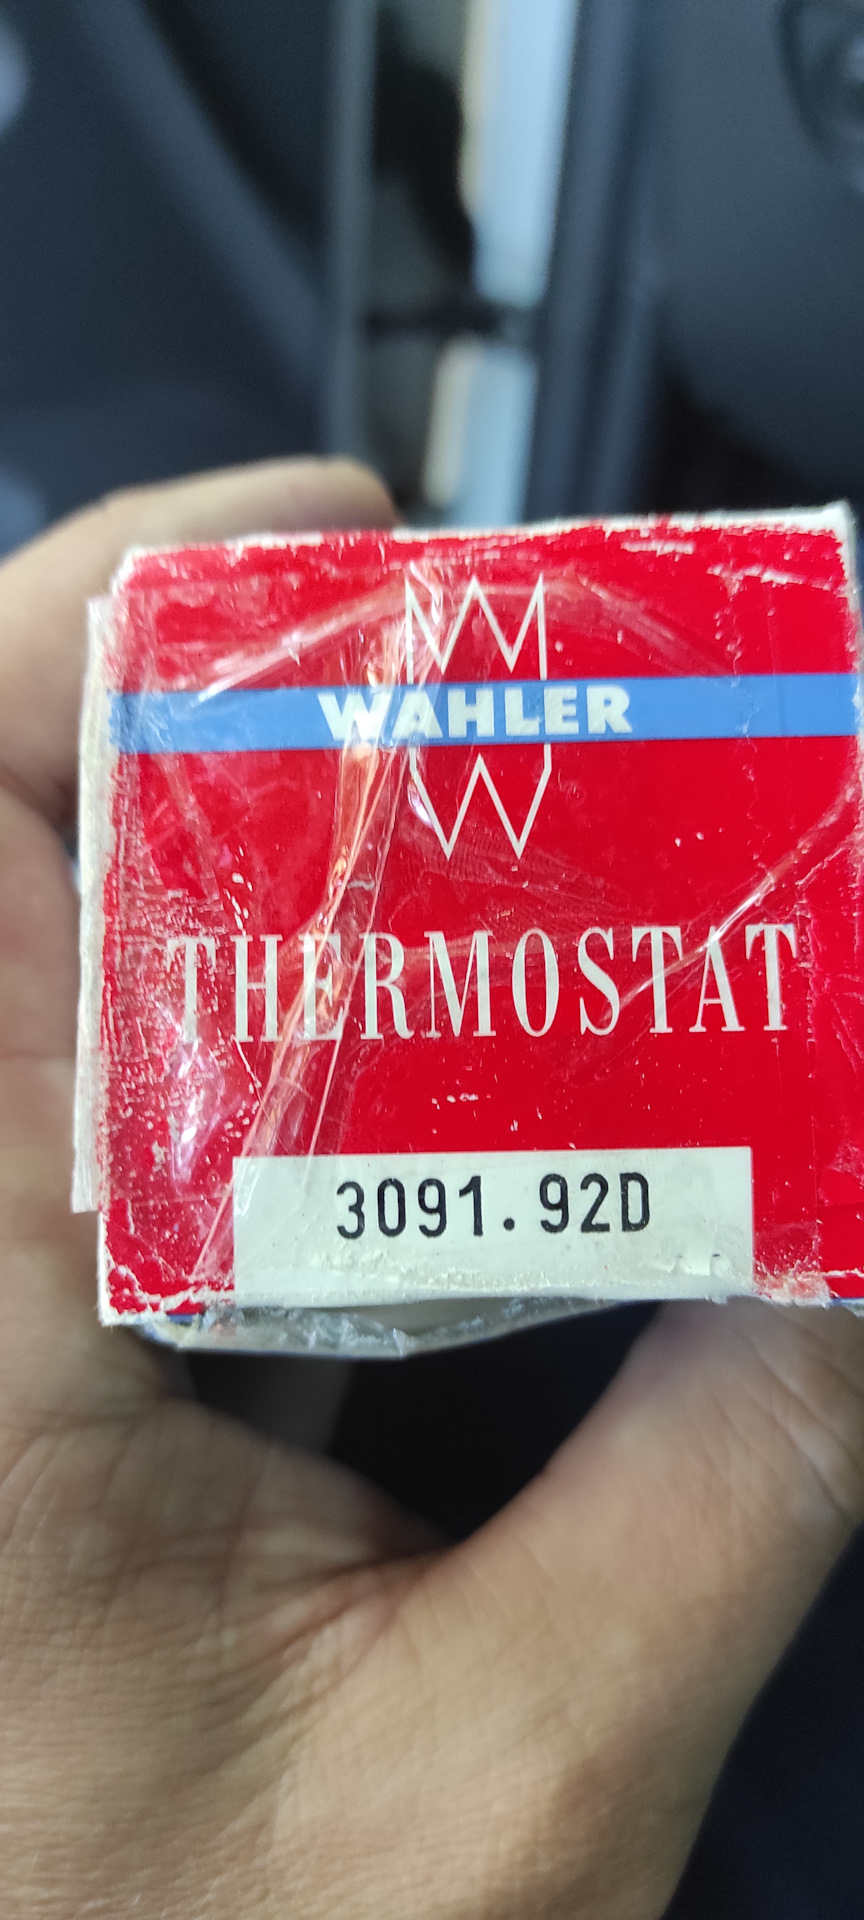 WAHLER
THERMOSTAT
3091.92D